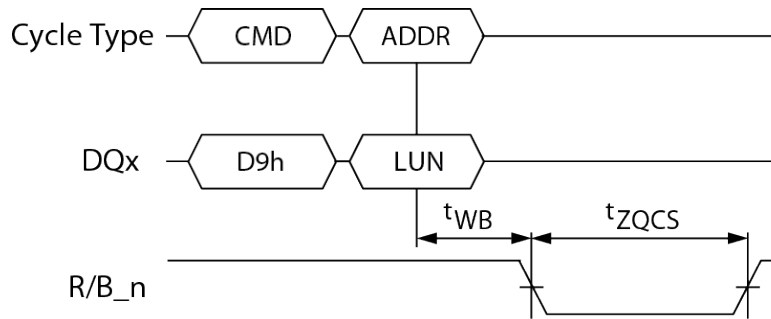 Cycle Type CMD ADDR
DQx D9h LUN
tWB tZQCS
R/B_n